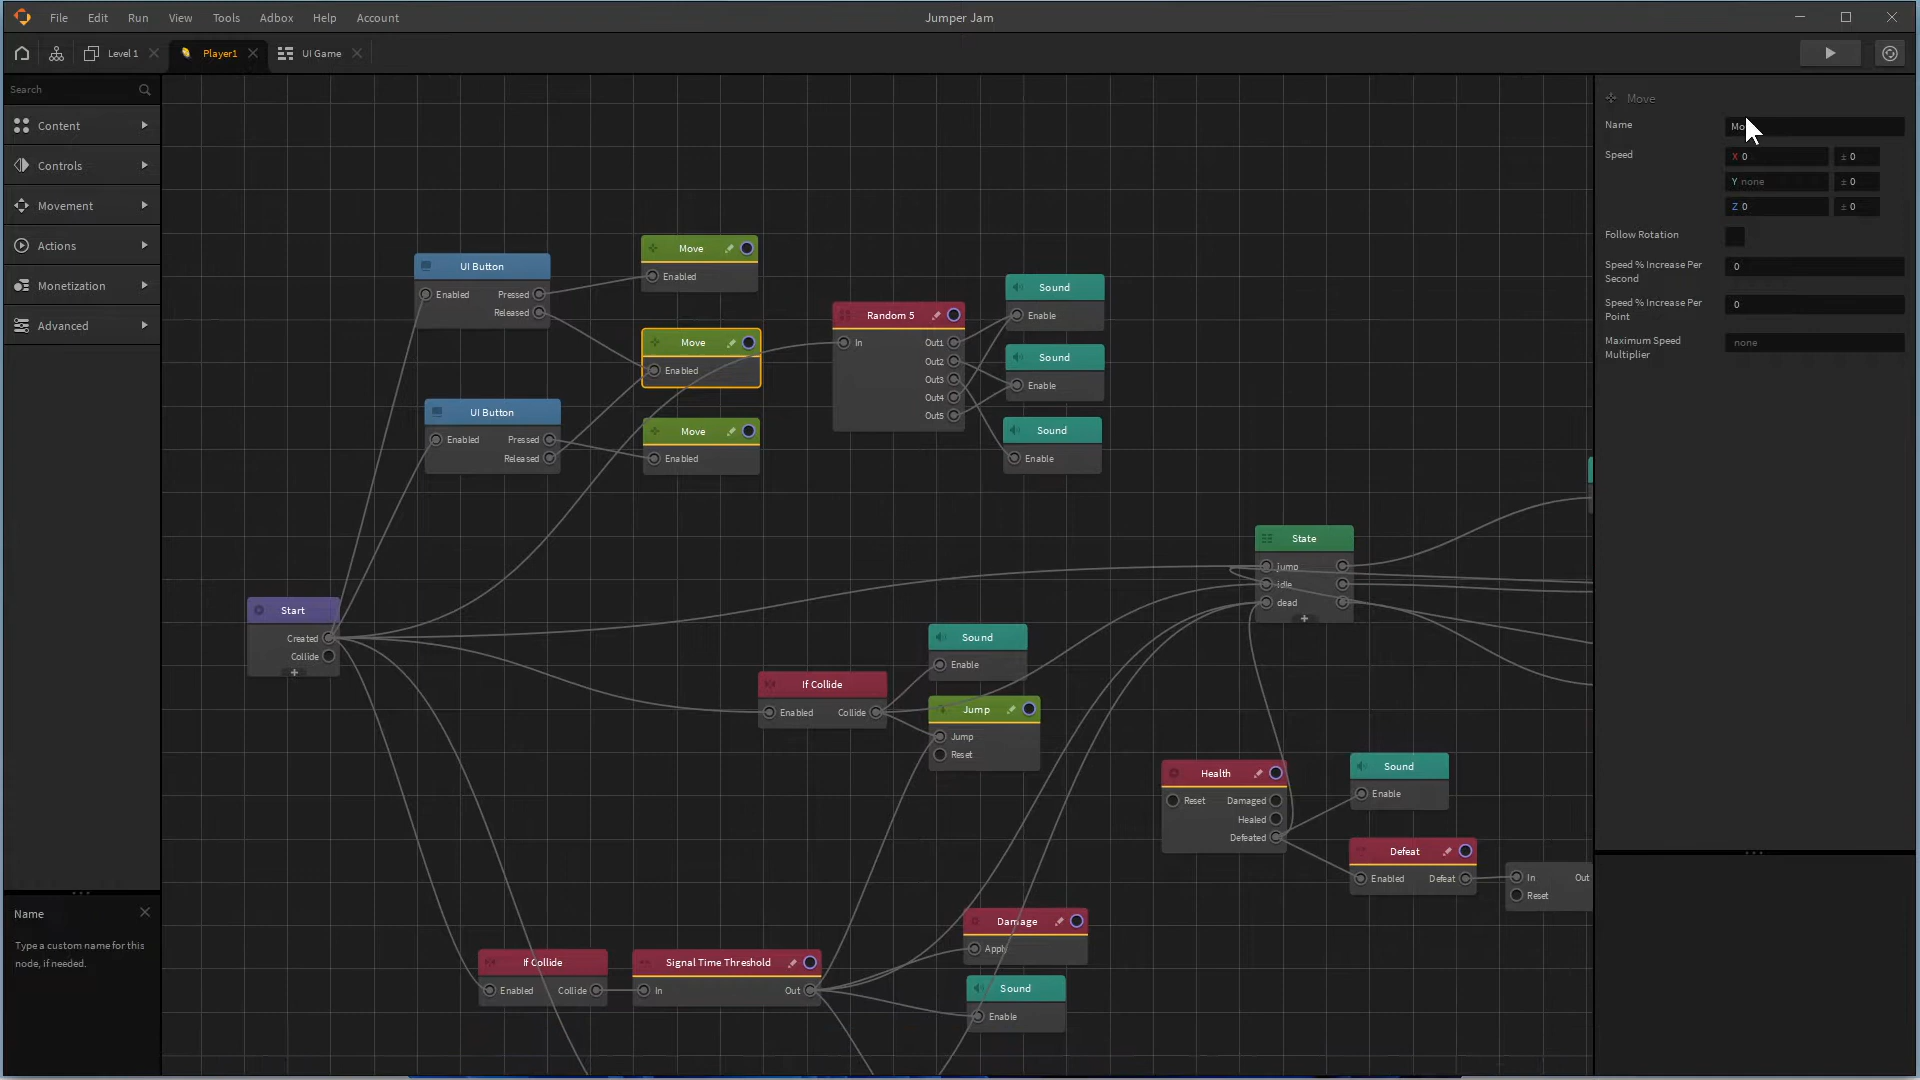 File Edit Run View Tools Adbox Help Account
Jumper Jam
Level 1
Player1
UI Game
Search
Content
Controls
Movement
Actions
Monetization
Advanced
Name
Type a custom name for this
node, if needed.
UI Button
Enabled Pressed
Released
Move
Enabled
Move
Enabled
UI Button
Enabled Pressed
Released
Move
Enabled
Random 5
In Out1
Out2
Out3
Out4
Out5
Sound
Enable
Sound
Enable
Sound
Enable
Start
Created
Collide
+
State
jump
idle
dead
+
If Collide
Enabled Collide
Sound
Enable
Jump
Jump
Reset
Health
Reset Damaged
Healed
Defeated
Sound
Enable
Defeat
Enabled Defeat
In Out
Reset
If Collide
Enabled Collide
Signal Time Threshold
In Out
Damage
Apply
Sound
Enable
Move
Name
Speed X 0 ± 0
Y none ± 0
Z 0 ± 0
Follow Rotation
Speed % Increase Per
Second
0
Speed % Increase Per
Point
0
Maximum Speed
Multiplier
none